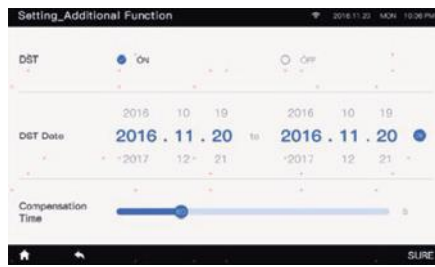 Setting_Additional Function 2016.11.20 MON 10:06 PM
DST ON OFF
2016 10 19 2016 10 19
DST Date 2016 . 11 . 20 to 2016 . 11 . 20
2017 12 21 2017 12 21
Compensation
Time
SURE